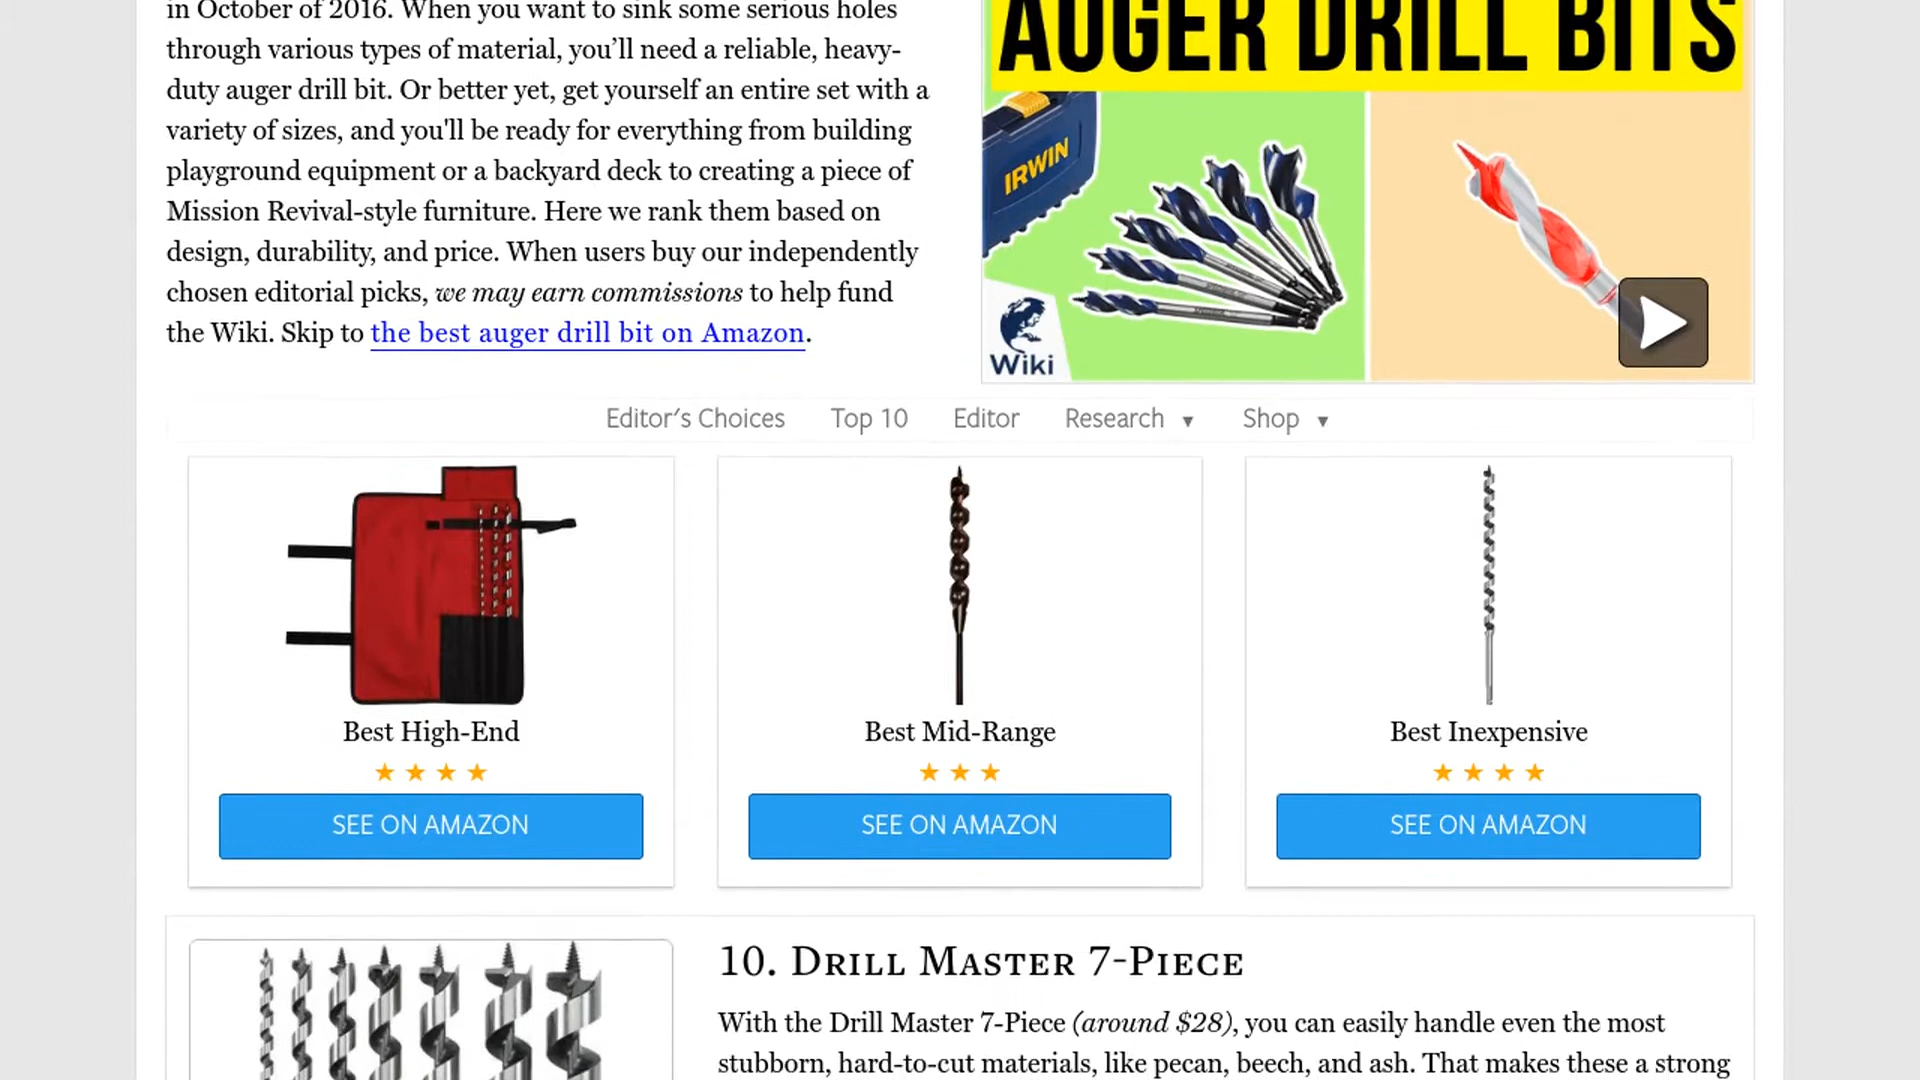 in October of 2016. When you want to sink some serious holes
through various types of material, you’ll need a reliable, heavy-
duty auger drill bit. Or better yet, get yourself an entire set with a
variety of sizes, and you'll be ready for everything from building
playground equipment or a backyard deck to creating a piece of
Mission Revival-style furniture. Here we rank them based on
design, durability, and price. When users buy our independently
chosen editorial picks, we may earn commissions to help fund
the Wiki. Skip to the best auger drill bit on Amazon.
AUGER DRILL BITS
IRWIN
Wiki
Editor’s Choices Top 10 Editor Research ▼ Shop ▼
Best High-End
★ ★ ★ ★
SEE ON AMAZON
Best Mid-Range
★ ★ ★
SEE ON AMAZON
Best Inexpensive
★ ★ ★ ★
SEE ON AMAZON
10. Drill Master 7-Piece
With the Drill Master 7-Piece (around $28), you can easily handle even the most
stubborn, hard-to-cut materials, like pecan, beech, and ash. That makes these a strong